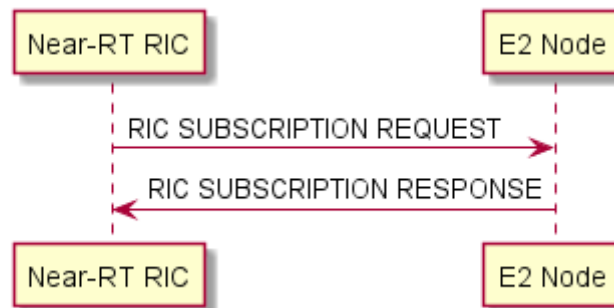 Near-RT RIC
E2 Node
RIC SUBSCRIPTION REQUEST
RIC SUBSCRIPTION RESPONSE
Near-RT RIC
E2 Node